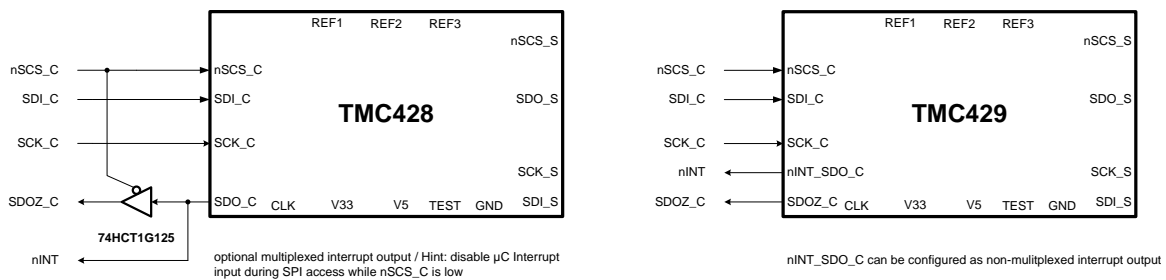 REF1 REF2 REF3
nSCS_S
nSCS_C nSCS_C
SDI_C SDI_C
TMC428
SCK_C SCK_C
SCK_S
SDOZ_C SDO_C CLK V33 V5 TEST GND SDI_S
74HCT1G125
nINT
optional multiplexed interrupt output / Hint: disable µC Interrupt
input during SPI access while nSCS_C is low
REF1 REF2 REF3
nSCS_S
nSCS_C nSCS_C
SDI_C SDI_C SDO_S
TMC429
SCK_C SCK_C
nINT nINT_SDO_C SCK_S
SDOZ_C SDOZ_C CLK V33 V5 TEST GND SDI_S
nINT_SDO_C can be configured as non-mulitplexed interrupt output